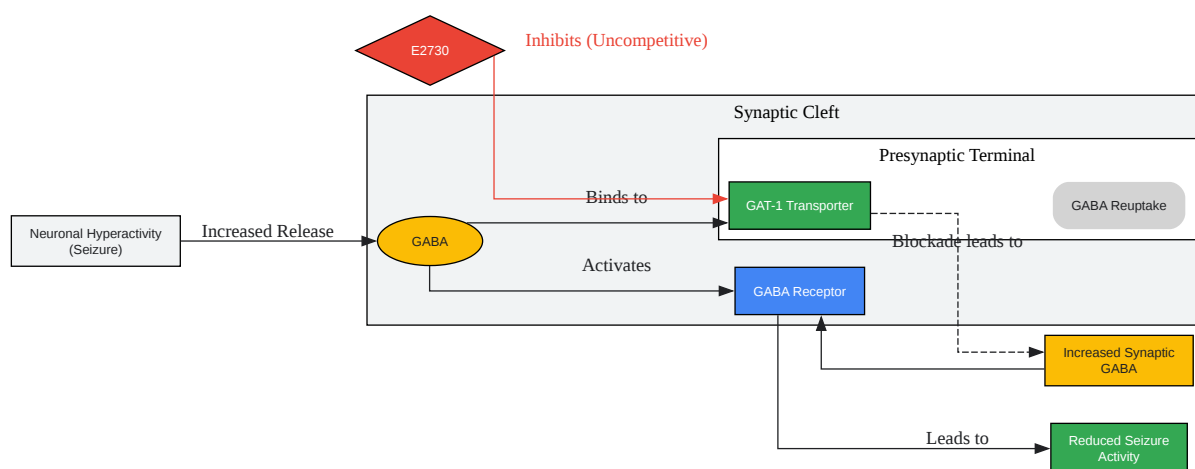 E2730
Inhibits (Uncompetitive)
Synaptic Cleft
Presynaptic Terminal
Binds to
GAT-1 Transporter
GABA Reuptake
Neuronal Hyperactivity
(Seizure)
Increased Release
GABA
Blockade leads to
Activates
GABA Receptor
Increased Synaptic
GABA
Leads to
Reduced Seizure
Activity